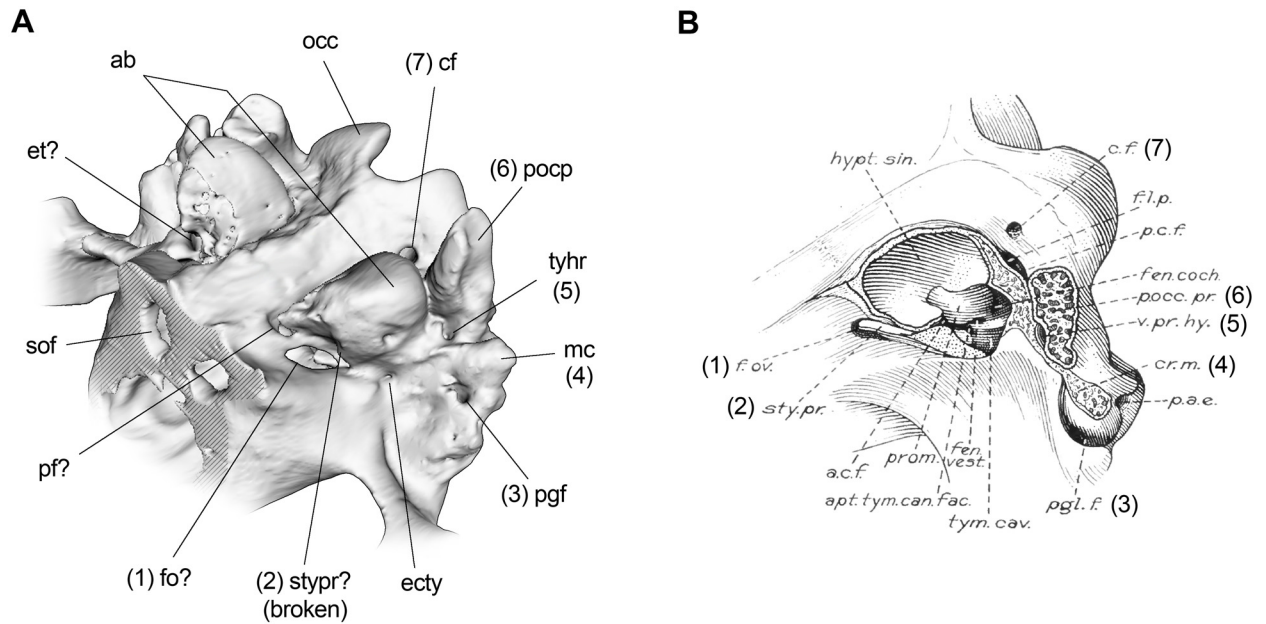 A
B
occ
ab
(7) cf
et?
(6) pocp
tyhr
(5)
sof
mc
(4)
pf?
(3) pgf
(1) fo?
(2) stypr?
(broken)
ecty
hypt. sin.
c.f. (7)
f.l.p.
p.c.f.
fen.coch.
pocc. pr. (6)
v. pr. hy. (5)
(1) f. ov.
cr. m. (4)
(2) sty. pr.
p.a.e.
a.c.f.
prom.
fen.
vest.
apt. tym. can. fac.
tym. cav.
pgl. f. (3)